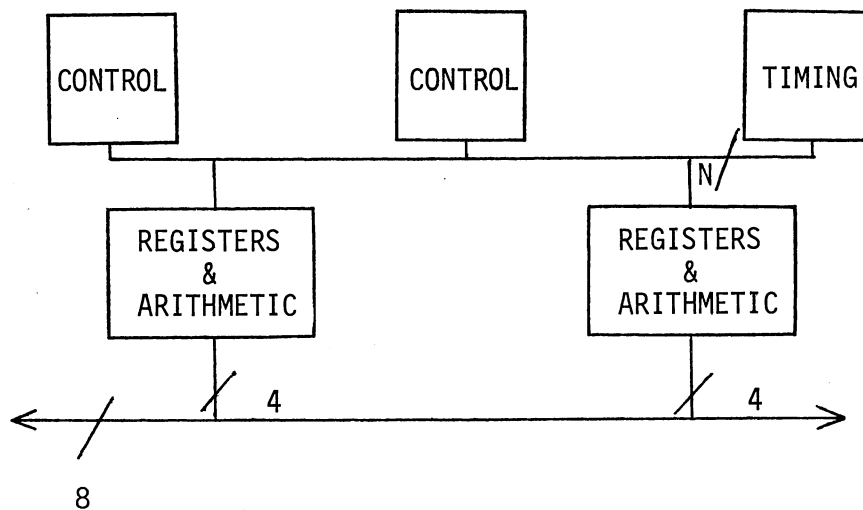 CONTROL
CONTROL
TIMING
N
REGISTERS
&
ARITHMETIC
REGISTERS
&
ARITHMETIC
4
4
8